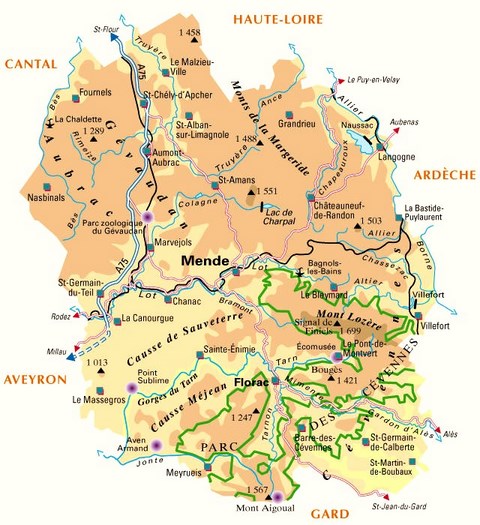 HAUTE-LOIRE
CANTAL
St-Flour
Truyère
1 458
A75
Le Malzieu-
Ville
Le Puy-en-Velay
Allier
Aubenas
Bès
Fournels
St-Chély-d'Apcher
Monts de la Margeride
Ance
Grandrieu
Naussac
La Chaldette
St-Alban-
sur-Limagnole
Langogne
1 289
Rimeize
Gévaudan
Aubrac
1 488
Truyère
Chapeauroux
Aumont-
Aubrac
ARDÈCHE
St-Amans
1 551
Nasbinals
Colagne
Châteauneuf-
de-Randon
Lac de
Charpal
La Bastide-
Puylaurent
1 503
Bès
Parc zoologique
du Gévaudan
Allier
Marvejols
Borne
Mende
Lot
Chassezac
A75
Bagnols-
les-Bains
Altier
St-Germain-
du-Teil
Lot
Chanac
Bramont
Le Bleymard
Villefort
Rodez
La Canourgue
Mont Lozère
Signal de
Finiels
1 699
Villefort
Causse de Sauveterre
Millau
Sainte-Énimie
Écomusée
Le Pont-de-
Montvert
Tarn
1 013
AVEYRON
Point
Sublime
Florac
Bougès
1 421
CÉVENNES
Le Massegros
Gorges du Tarn
Causse Méjean
Mimente
1 247
Tarnon
Gardon d'Alès
Alès
DES
Aven
Armand
PARC
Barre-des-
Cévennes
St-Germain-
de-Calberte
Jonte
Meyrueis
St-Martin-
de-Boubaux
1 567
Mont Aigoual
St-Jean-du-Gard
GARD